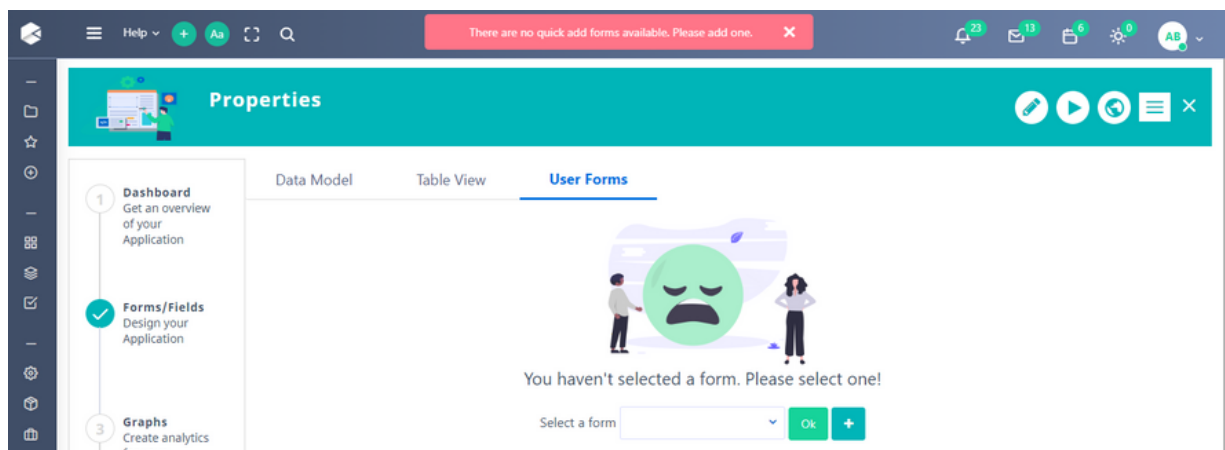 Help
Aa
There are no quick add forms available. Please add one.
23
13
6
0
AB
Properties
Data Model
Table View
User Forms
1
Dashboard
Get an overview
of your
Application
Forms/Fields
Design your
Application
3
Graphs
Create analytics
You haven't selected a form. Please select one!
Select a form
Ok